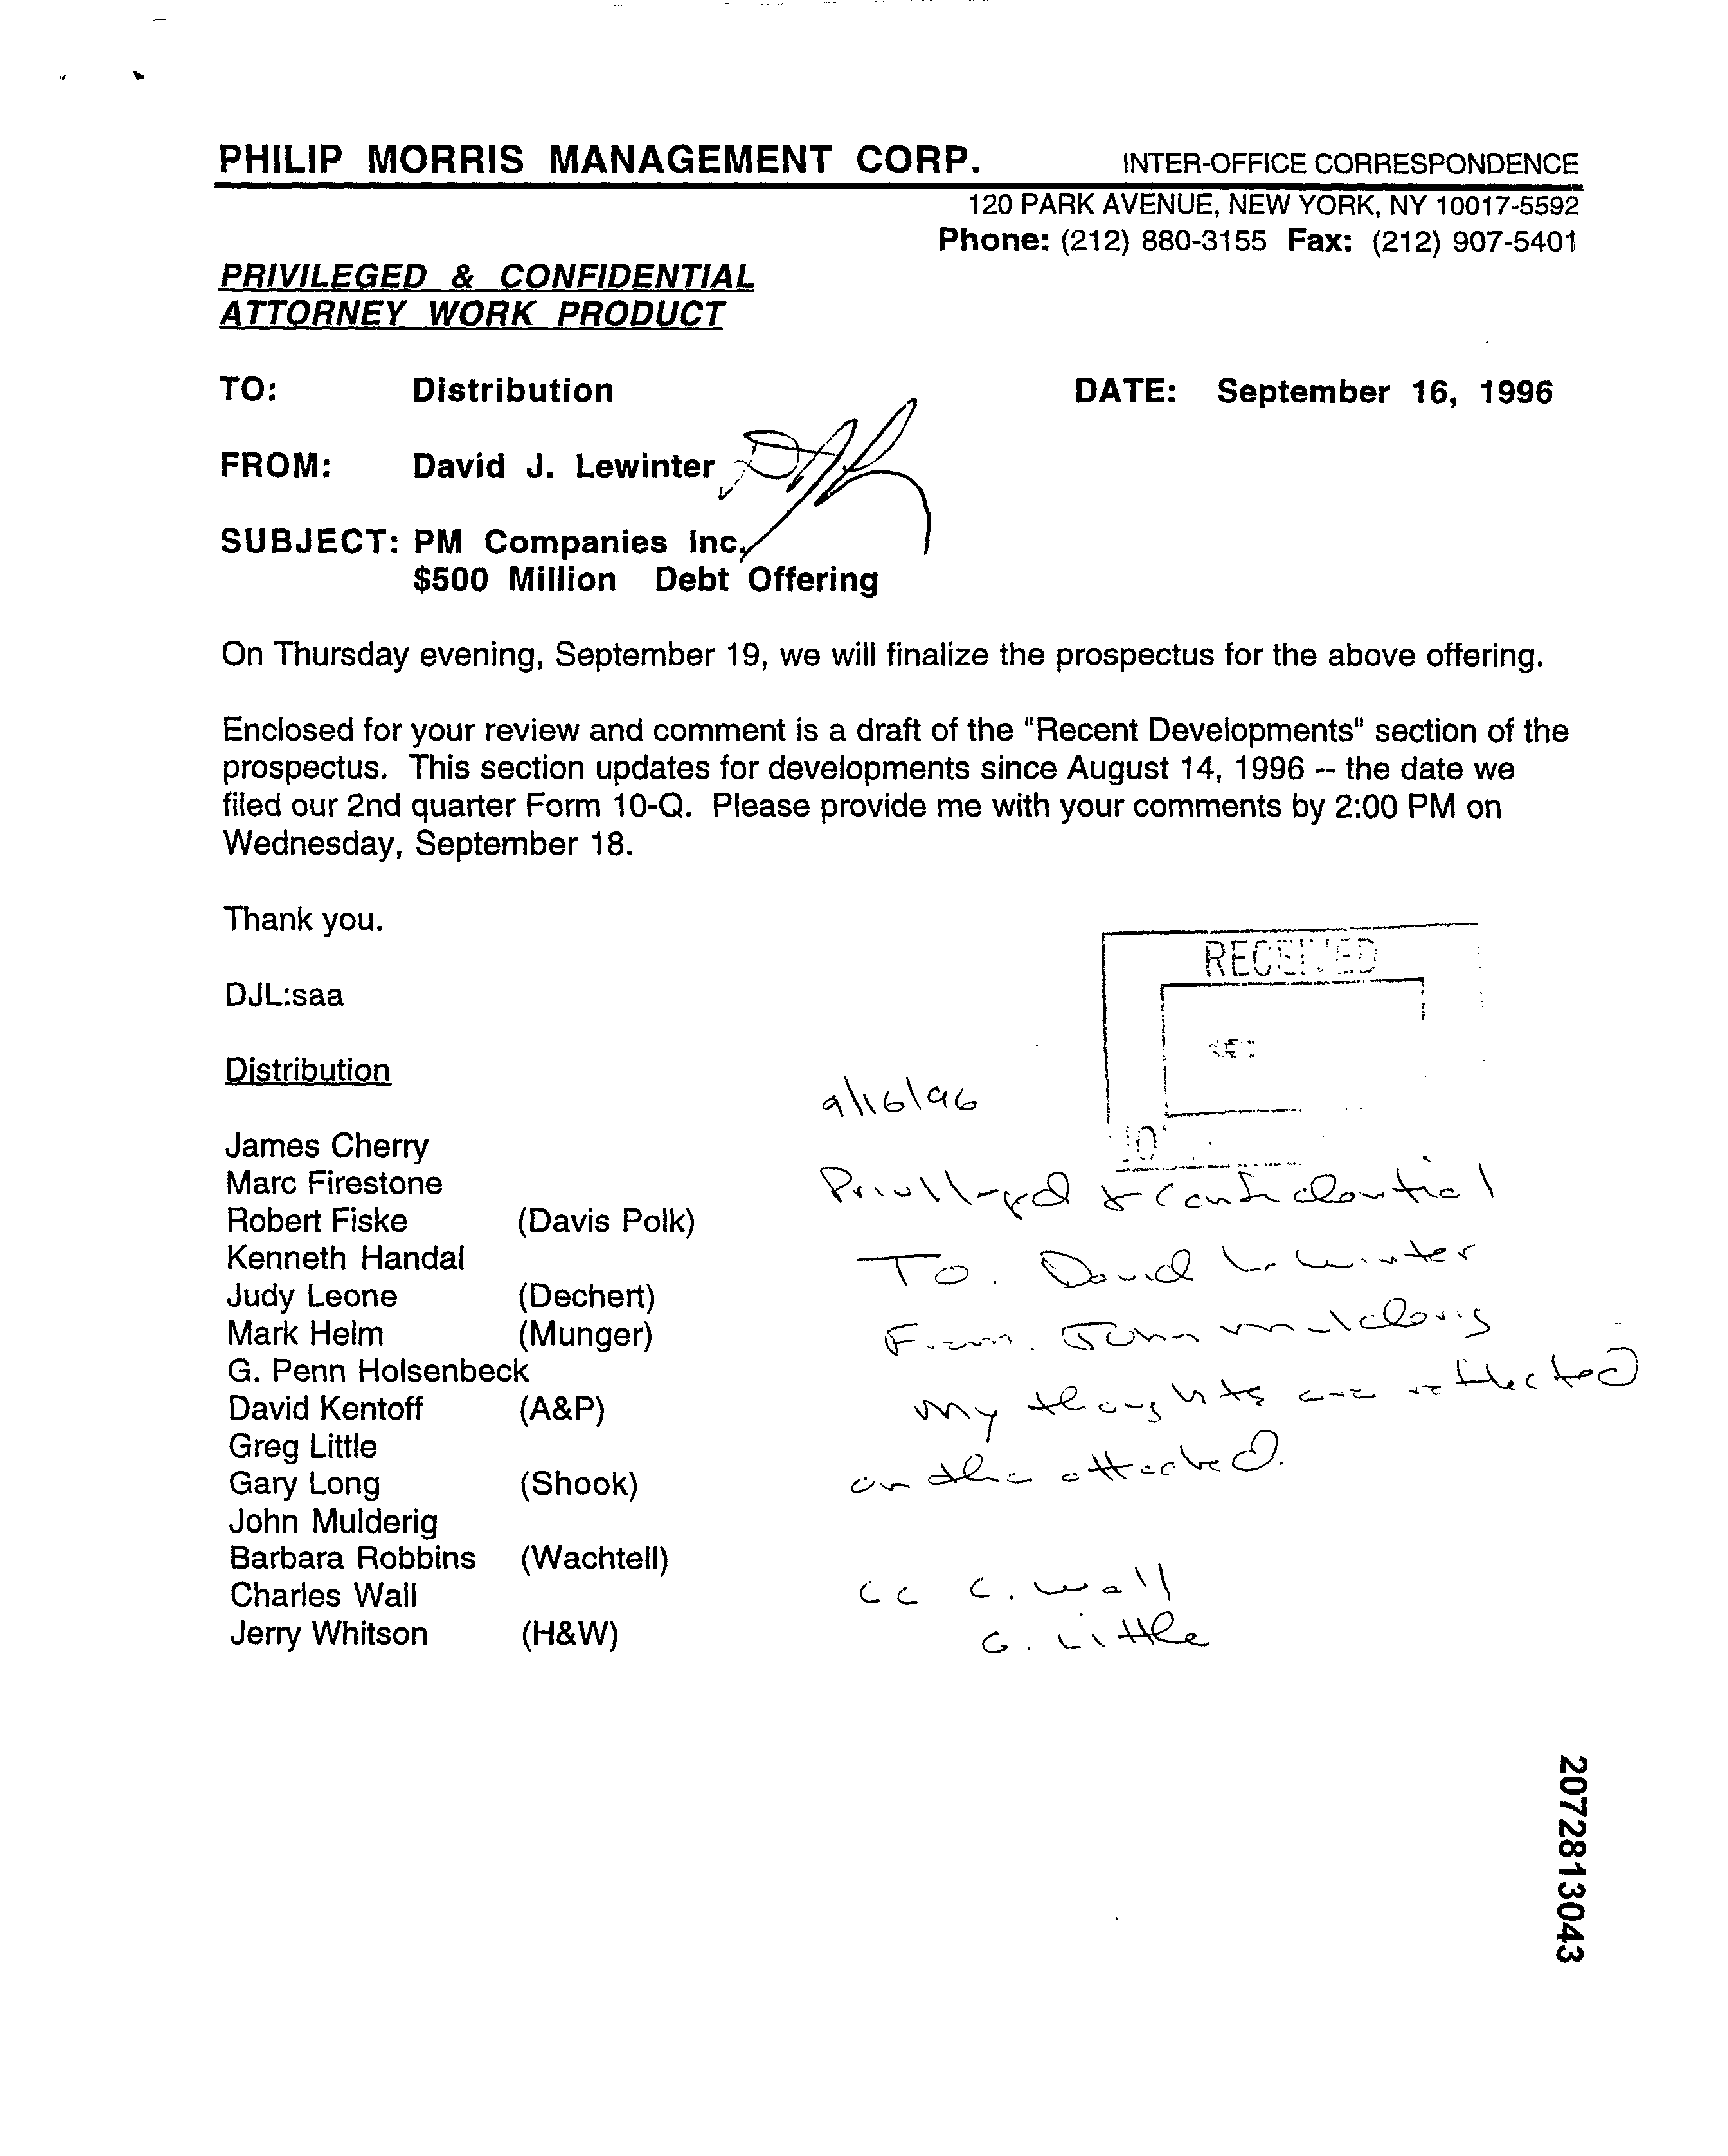 PHILIP MORRIS MANAGEMENT CORP. INTER-OFFICE CORRESPONDENCE
120 PARK AVENUE, NEW YORK, NY 10017-5592
Phone: (212) 880-3155 Fax: (212) 907-5401
PRIVILEGED & CONFIDENTIAL
ATTORNEY WORK PRODUCT
TO: Distribution DATE: September 16, 1996
FROM: David J. Lewinter
SUBJECT: PM Companies Inc.
$500 Million Debt Offering
On Thursday evening, September 19, we will finalize the prospectus for the above offering.
Enclosed for your review and comment is a draft of the "Recent Developments" section of the
prospectus. This section updates for developments since August 14, 1996 -- the date we
filed our 2nd quarter Form 10-Q. Please provide me with your comments by 2:00 PM on
Wednesday, September 18.
Thank you.
DJL:saa
RECEIVED
Distribution
9/16/96
James Cherry
Marc Firestone
Robert Fiske (Davis Polk)
Kenneth Handal
Judy Leone (Dechert)
Mark Helm (Munger)
G. Penn Holsenbeck
David Kentoff (A&P)
Greg Little
Gary Long (Shook)
John Mulderig
Barbara Robbins (Wachtell)
Charles Wall
Jerry Whitson (H&W)
Privileged & Confidential
To. David Lewinter
From. John Mulderig
My thoughts are reflected
on the attached.
cc C. Wall
G. Little
2072813043